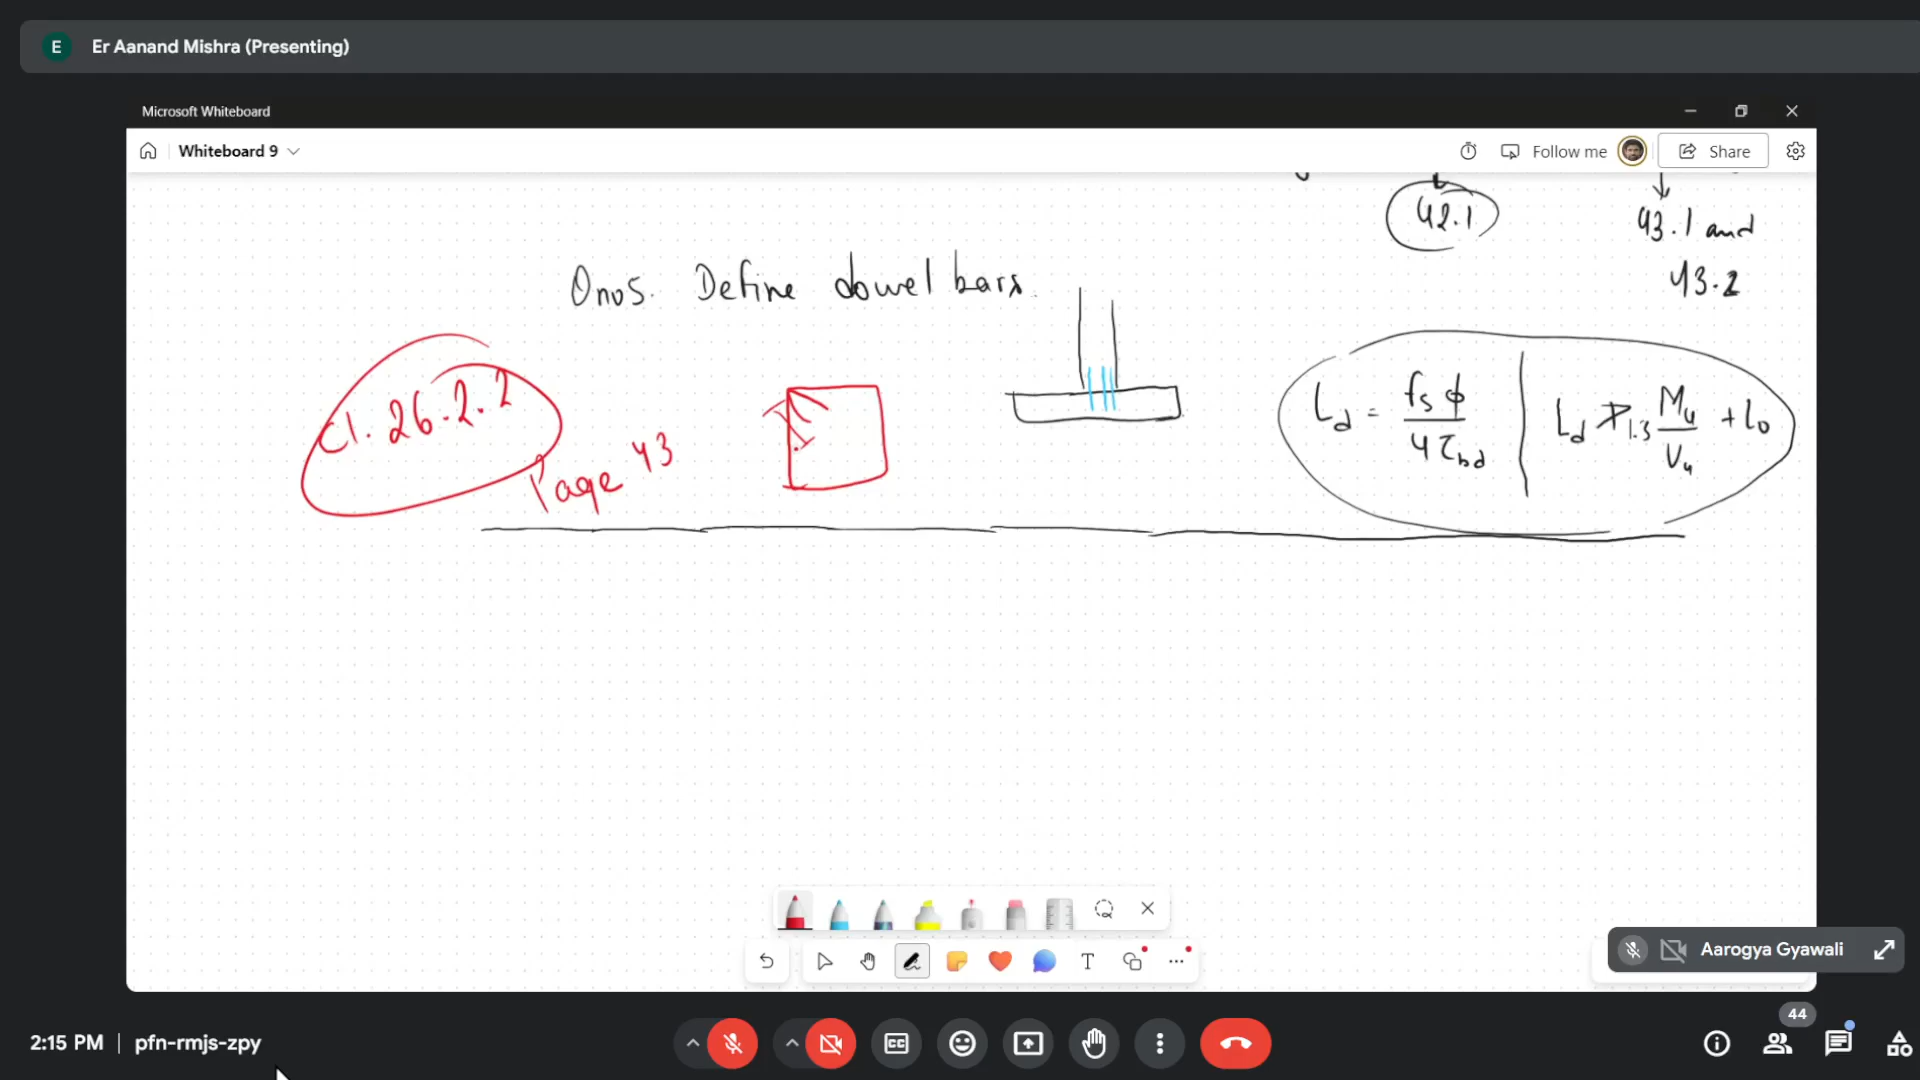 E Er Aanand Mishra (Presenting)
Microsoft Whiteboard
Whiteboard 9
Follow me
Share
42.1
43.1 and
43.2
Qno5. Define dowel bars.
Cl. 26.2.2
Page 43
Ld = fs ϕ / 4 τbd
Ld ≯ 1.3 Mu / Vu + Lo
T
Aarogya Gyawali
2:15 PM | pfn-rmjs-zpy
CC
44